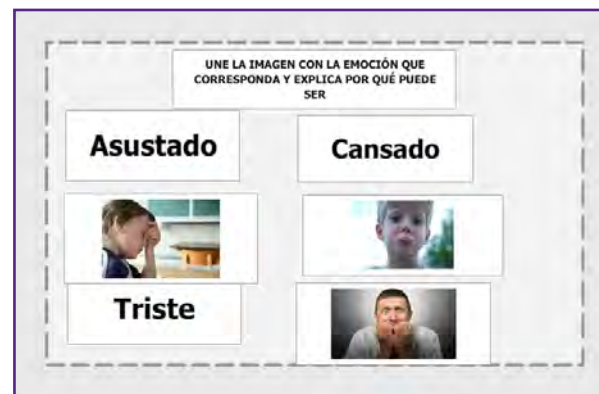 UNE LA IMAGEN CON LA EMOCIÓN QUE
CORRESPONDA Y EXPLICA POR QUÉ PUEDE
SER
Asustado
Cansado
Triste